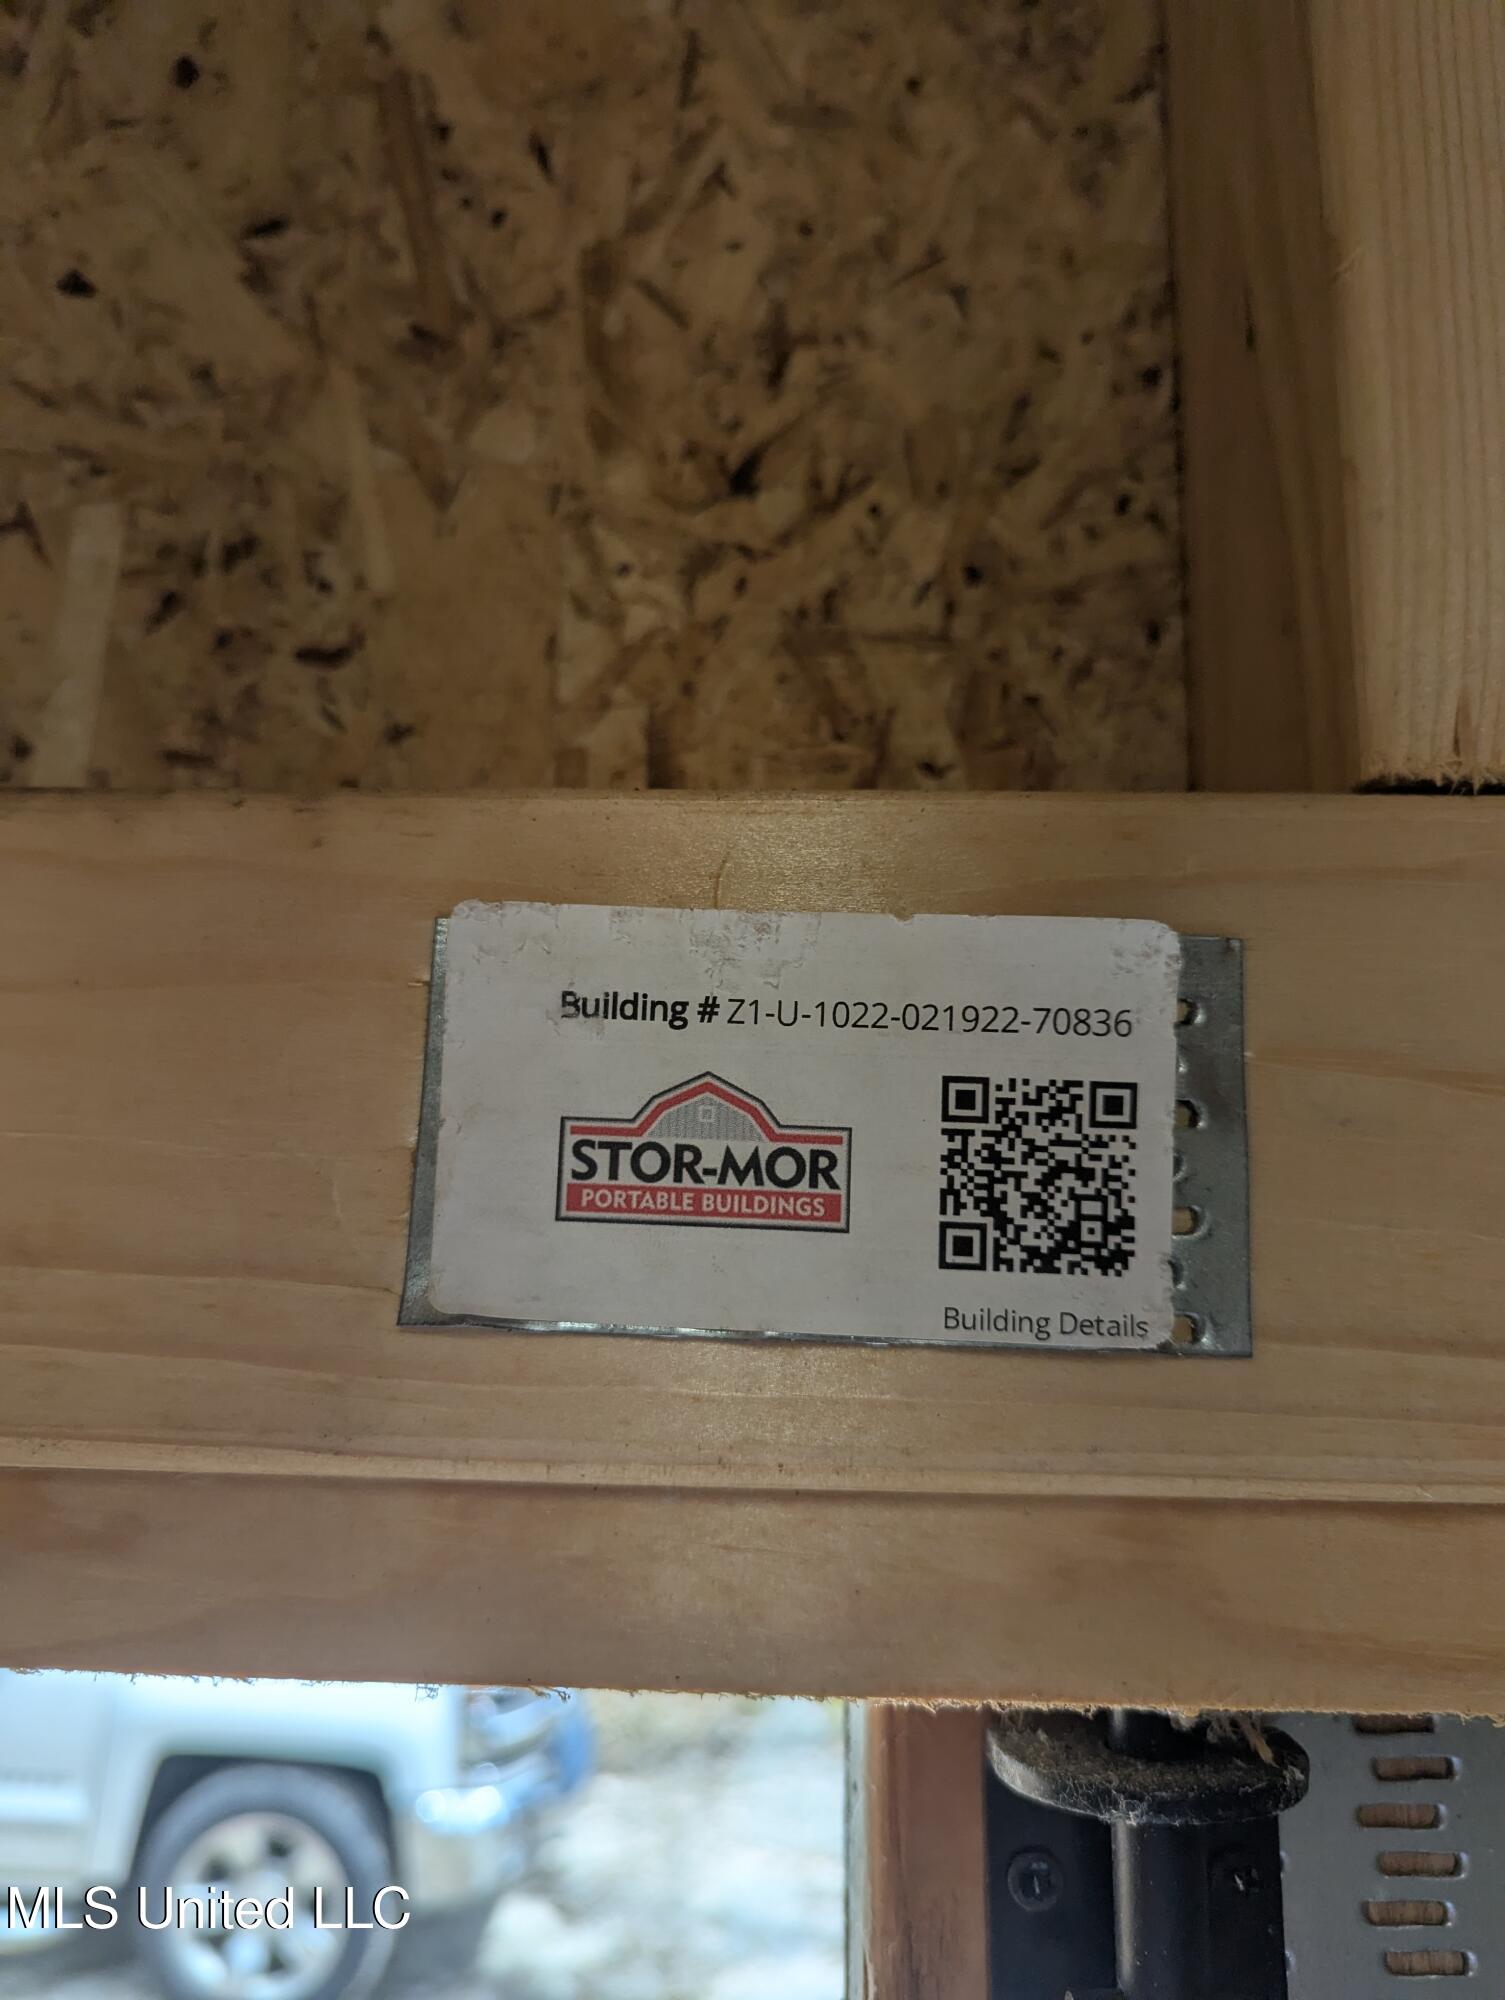 Building # Z1-U-1022-021922-70836
STOR-MOR
PORTABLE BUILDINGS
Building Details
MLS United LLC